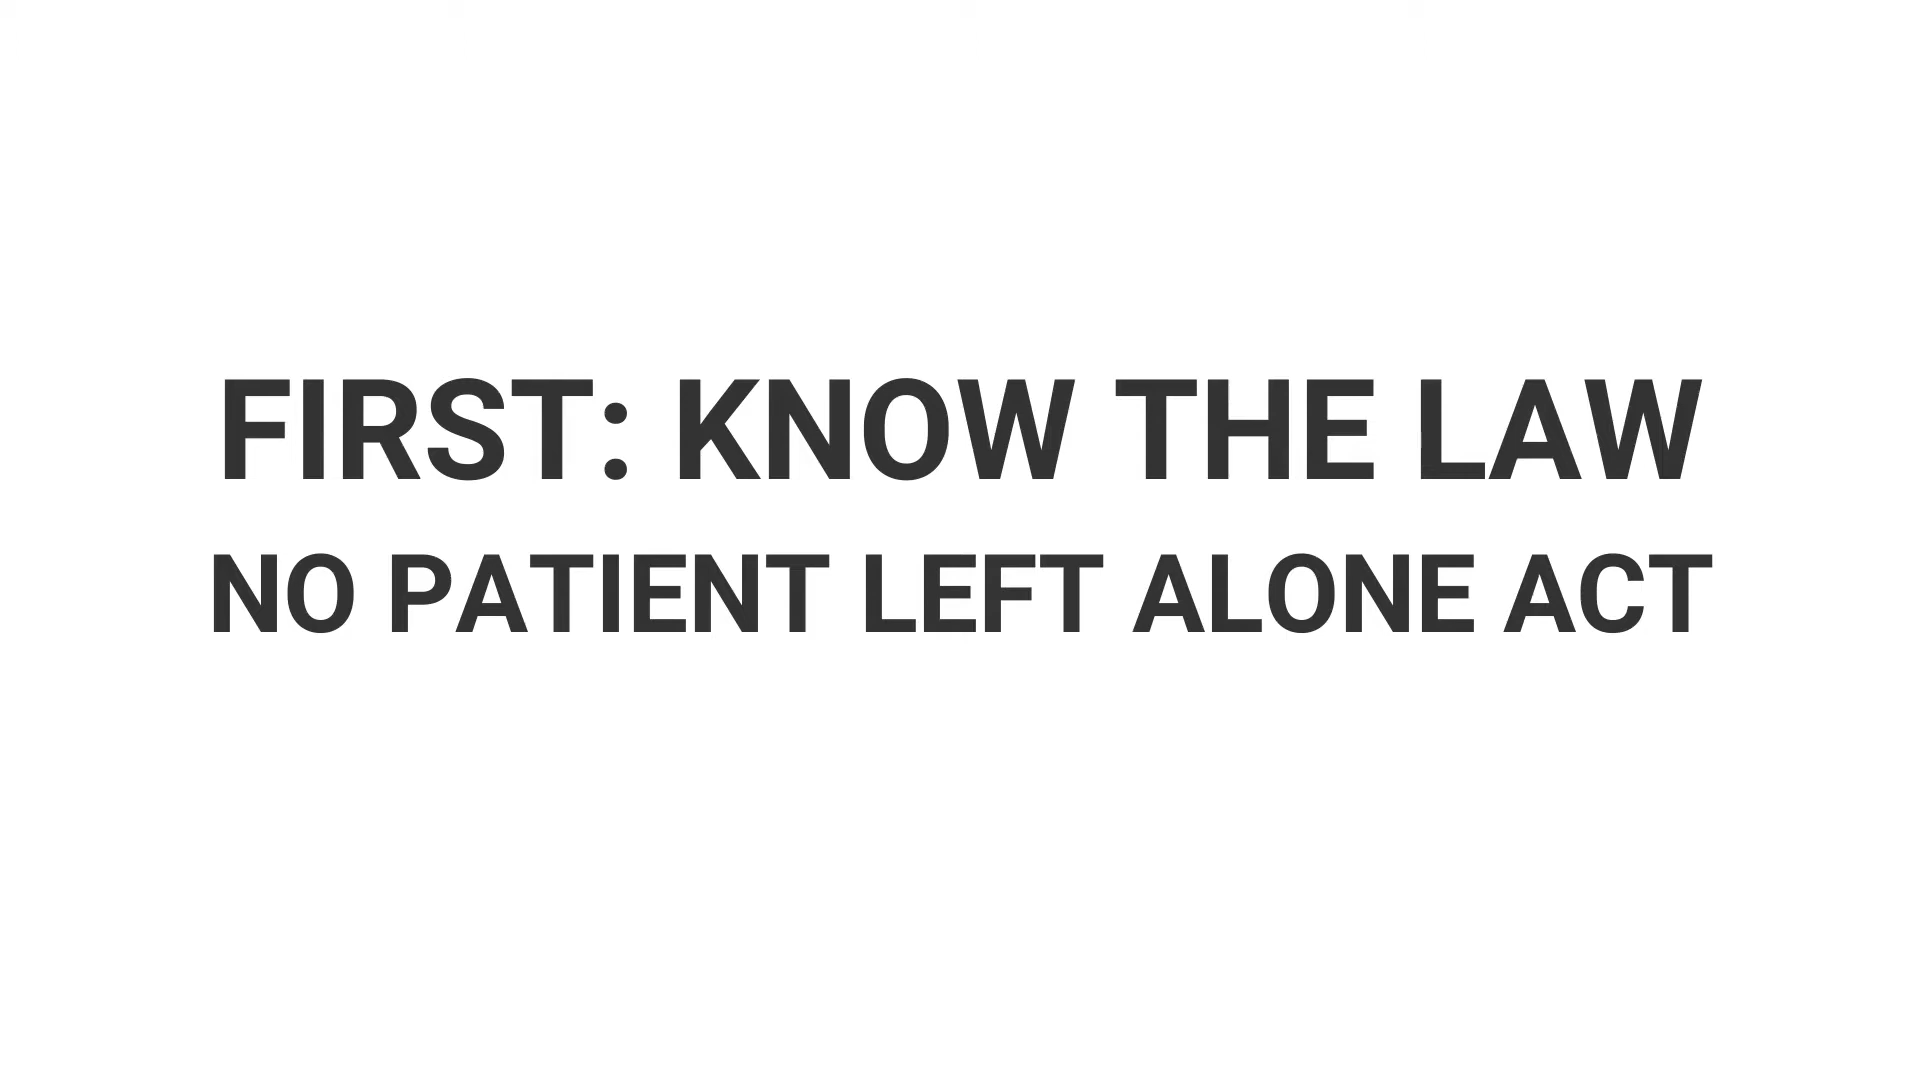 FIRST: KNOW THE LAW
NO PATIENT LEFT ALONE ACT